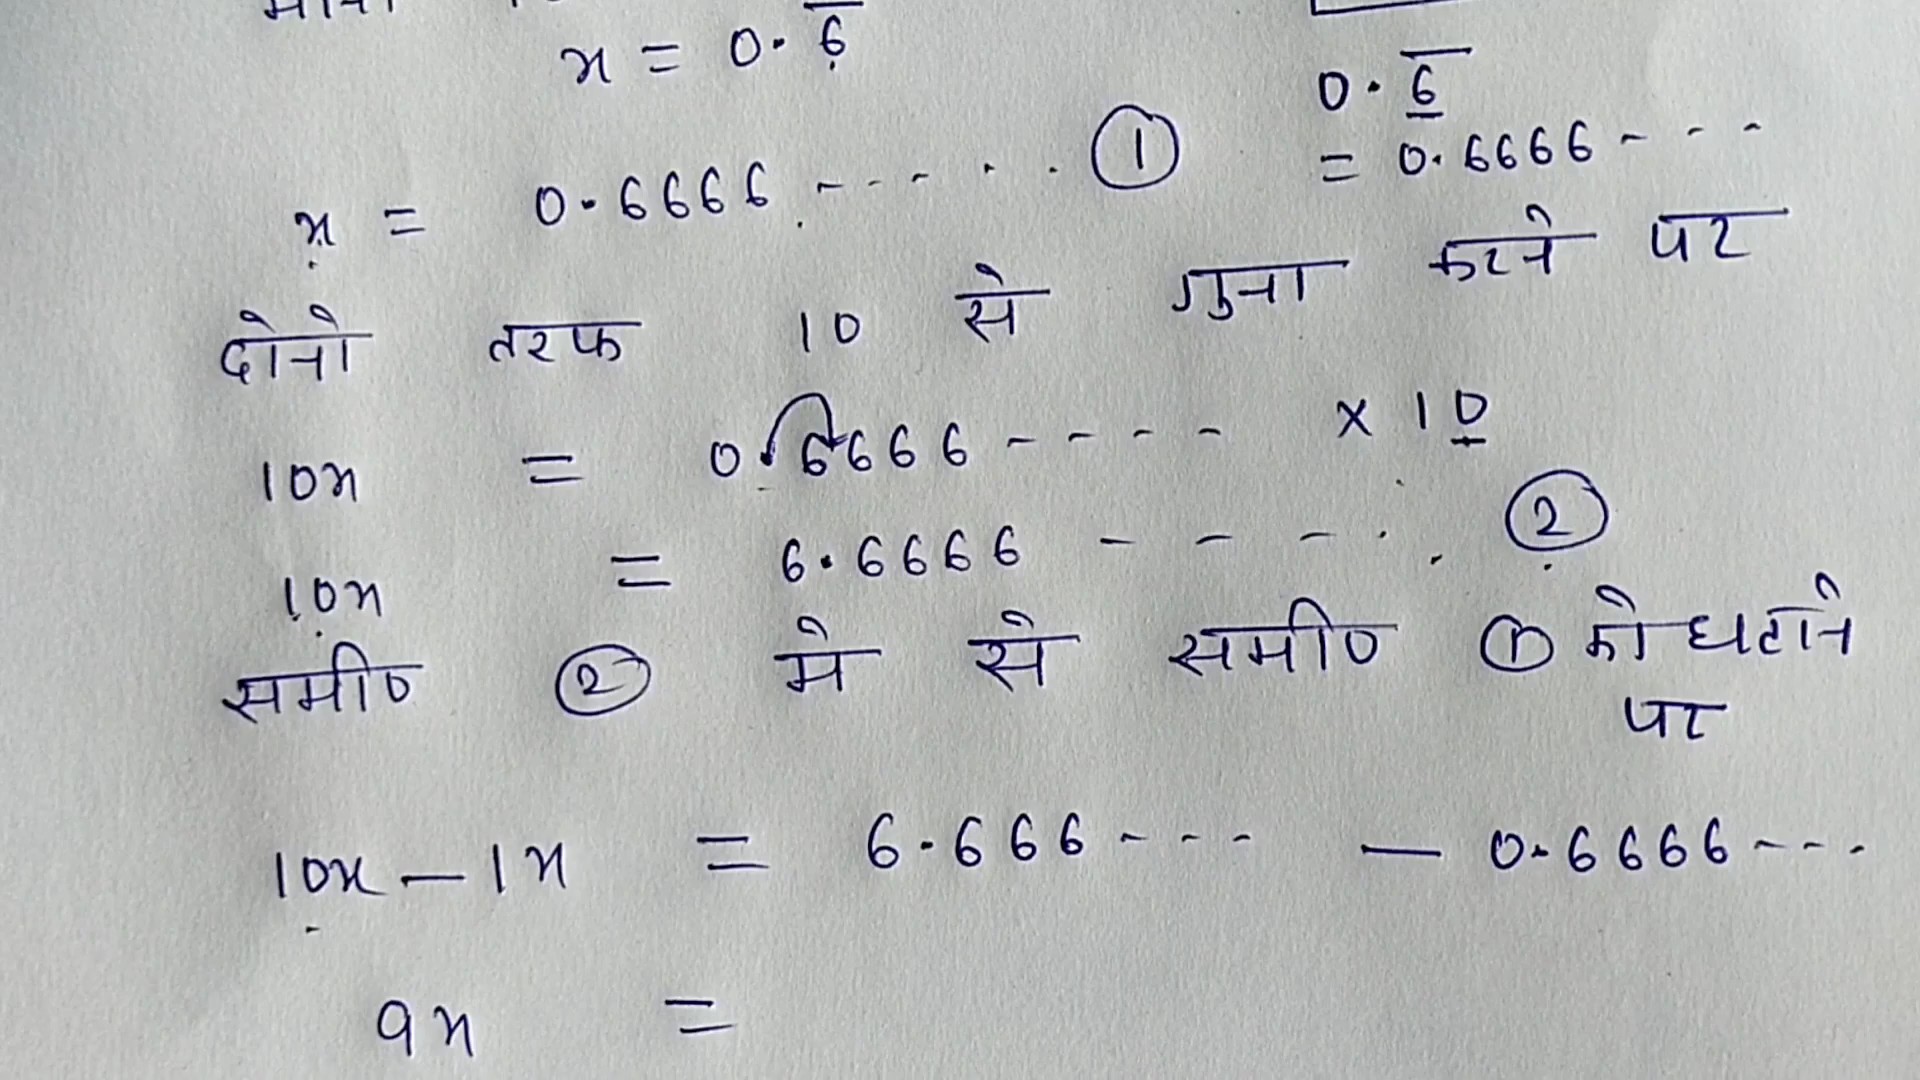 x = 0.6̅
0.6̅
= 0.6666 - - -
x = 0.6666 - - - - . . . ①
दोनो तरफ 10 से गुना करने पर
10x = 0.6666 - - - - × 10
10x = 6.6666 - - - . . ②
समी० ② मे से समी० ① को घटाने
पर
10x - 1x = 6.666 - - - - 0.6666 - - -
9x =